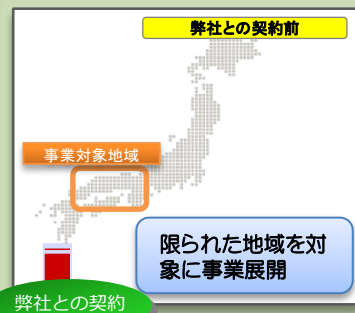 弊社との契約前
事業対象地域
限られた地域を対
象に事業展開
弊社との契約